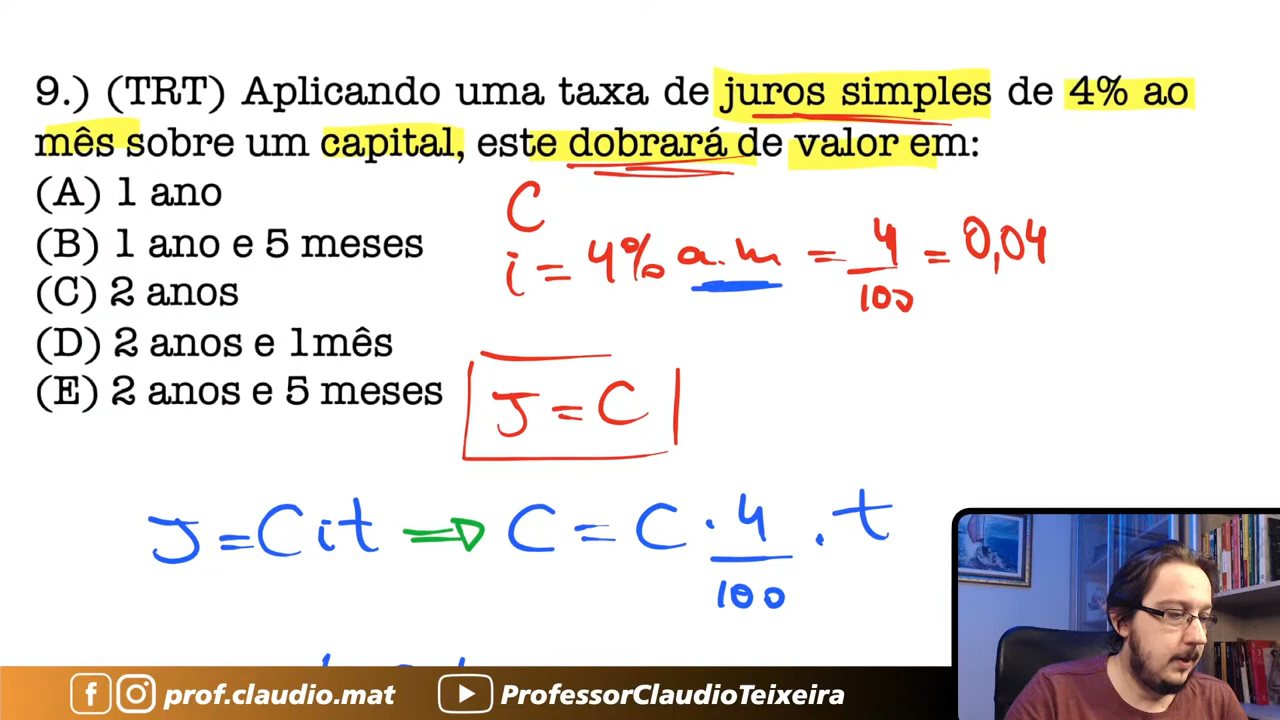 9.) (TRT) Aplicando uma taxa de juros simples de 4% ao
mês sobre um capital, este dobrará de valor em:
(A) 1 ano
(B) 1 ano e 5 meses
(C) 2 anos
(D) 2 anos e 1mês
(E) 2 anos e 5 meses
C
i = 4% a.m = 4/100 = 0,04
J = C
J = Cit ⇒ C = C · 4/100 . t
prof.claudio.mat
ProfessorClaudioTeixeira